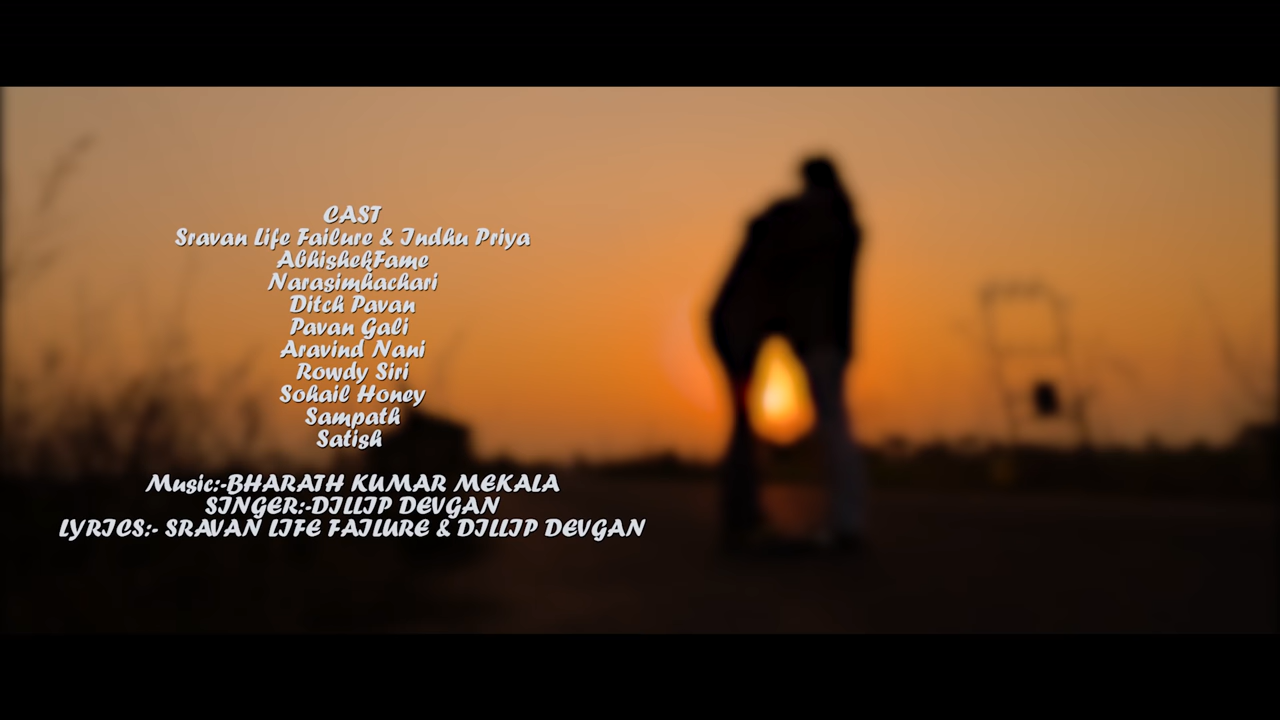 CAST
Sravan Life Failure & Indhu Priya
AbhishekFame
Narasimhachari
Ditch Pavan
Pavan Gali
Aravind Nani
Rowdy Siri
Sohail Honey
Sampath
Satish
Music:-BHARATH KUMAR MEKALA
SINGER:-DILLIP DEVGAN
LYRICS:- SRAVAN LIFE FAILURE & DILLIP DEVGAN